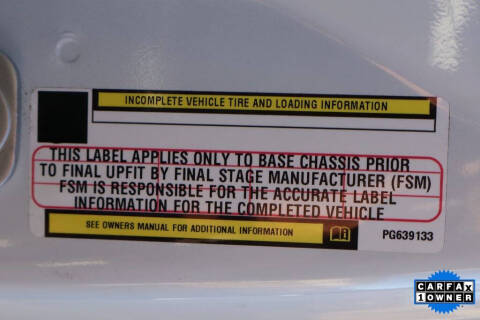 INCOMPLETE VEHICLE TIRE AND LOADING INFORMATION
THIS LABEL APPLIES ONLY TO BASE CHASSIS PRIOR
TO FINAL UPFIT BY FINAL STAGE MANUFACTURER (FSM)
FSM IS RESPONSIBLE FOR THE ACCURATE LABEL
INFORMATION FOR THE COMPLETED VEHICLE
SEE OWNERS MANUAL FOR ADDITIONAL INFORMATION
PG639133
CARFAX
1 OWNER